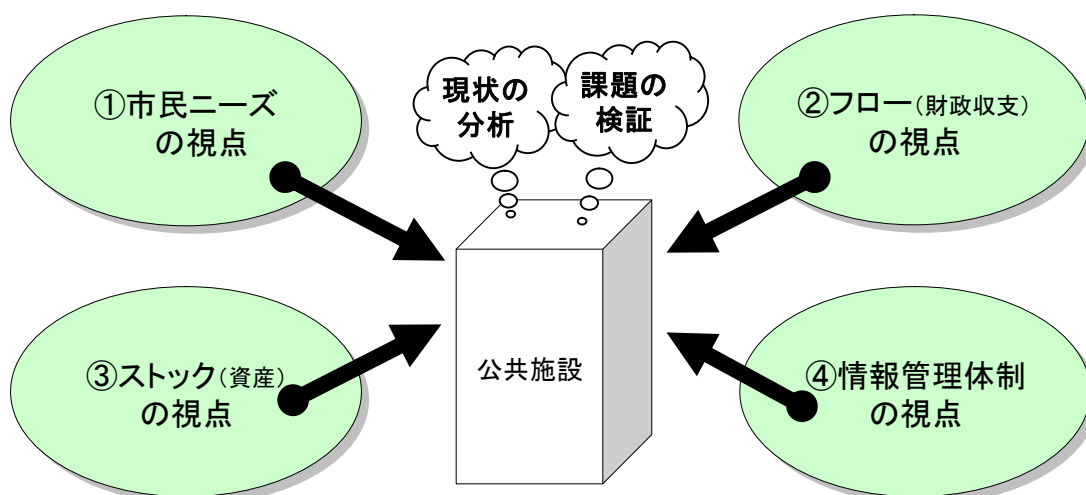 ①市民ニーズ
の視点
現状の
分析
課題の
検証
②フロー(財政収支)
の視点
③ストック(資産)
の視点
公共施設
④情報管理体制
の視点